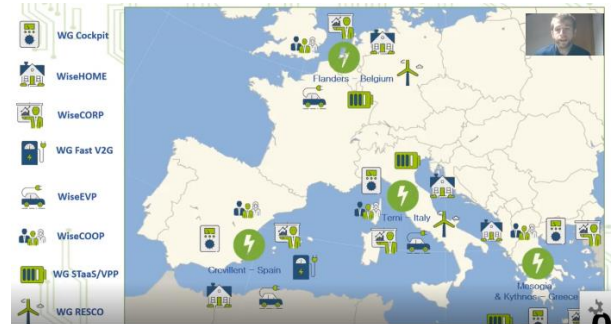 WG Cockpit
WiseHOME
WiseCORP
WG Fast V2G
WiseEVP
WiseCOOP
WG STaaS/VPP
WG RESCO
Flanders – Belgium
Terni – Italy
Crevillent – Spain
Mesogia
& Kythnos – Greece